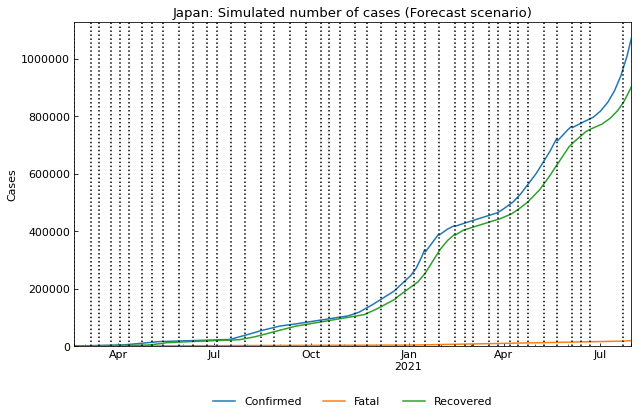 Japan: Simulated number of cases (Forecast scenario)
1000000
800000
600000
400000
200000
0
Cases
Apr Jul Oct Jan Apr Jul
2021
Confirmed Fatal Recovered